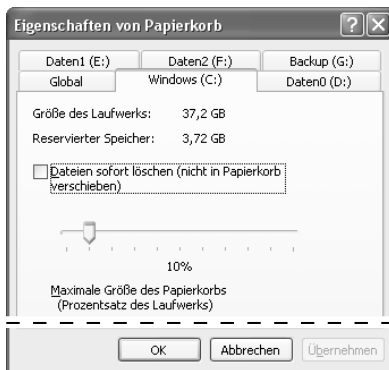 Eigenschaften von Papierkorb
Daten1 (E:) Daten2 (F:) Backup (G:)
Global Windows (C:) Daten0 (D:)
Größe des Laufwerks: 37,2 GB
Reservierter Speicher: 3,72 GB
Dateien sofort löschen (nicht in Papierkorb
verschieben)
10%
Maximale Größe des Papierkorbs
(Prozentsatz des Laufwerks)
OK Abbrechen Übernehmen